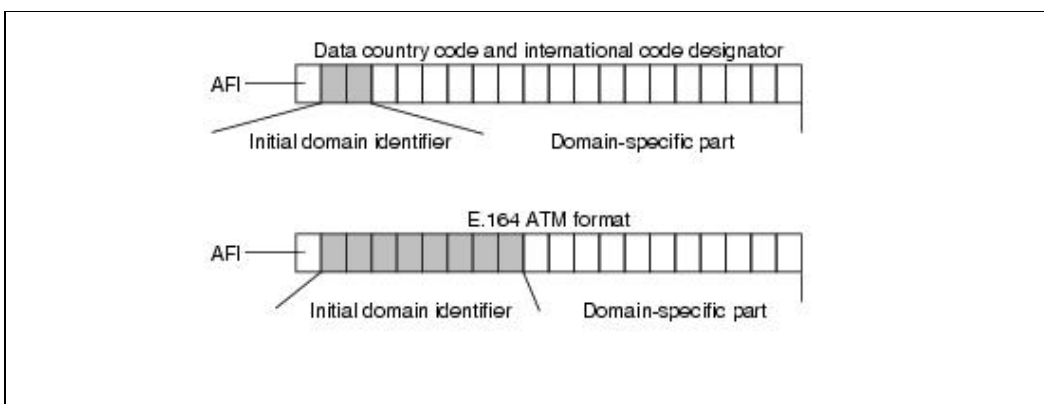 Data country code and international code designator
AFI
Initial domain identifier Domain-specific part
E.164 ATM format
AFI
Initial domain identifier Domain-specific part